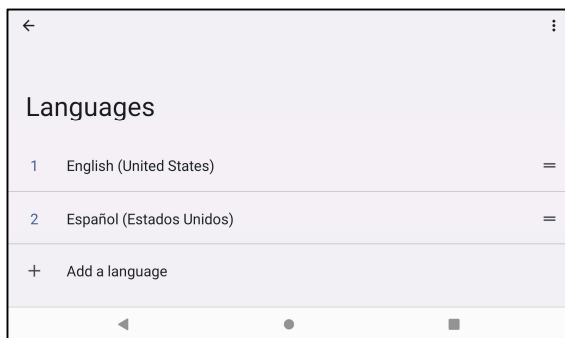 Languages
1 English (United States)
2 Español (Estados Unidos)
+ Add a language